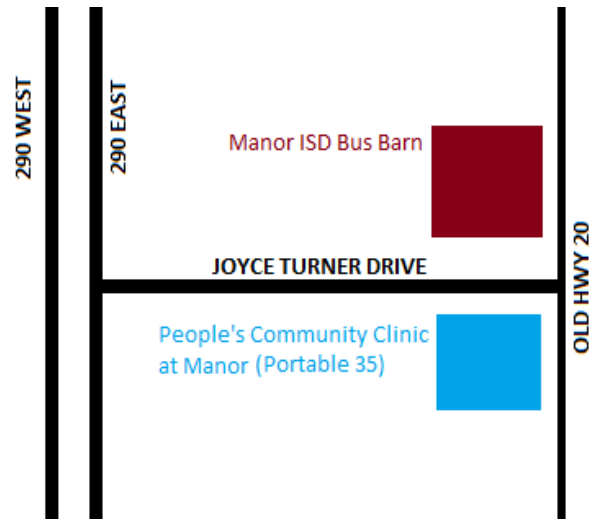 290 WEST
290 EAST
Manor ISD Bus Barn
JOYCE TURNER DRIVE
OLD HWY 20
People's Community Clinic
at Manor (Portable 35)